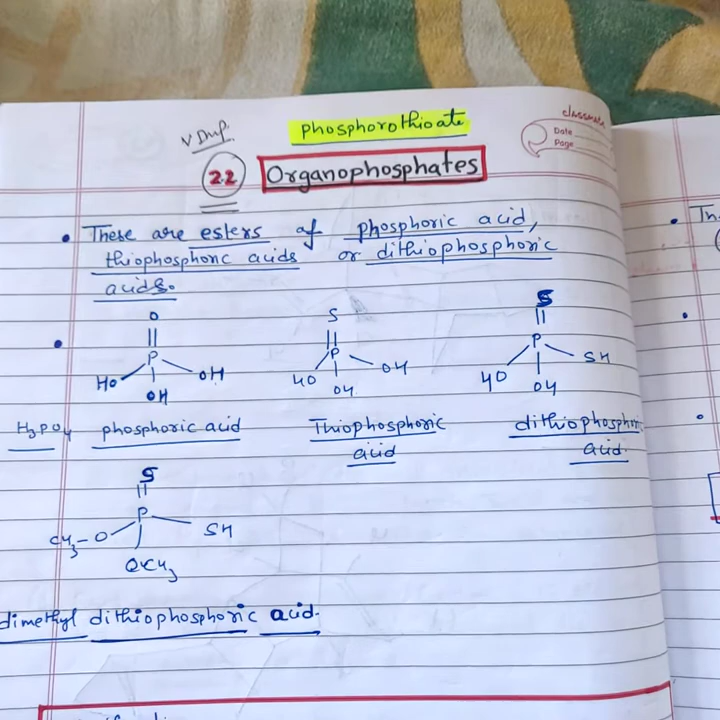 classmate
Date
Page
V Imp.
phosphorothioate
22 Organophosphates
• These are esters of phosphoric acid,
thiophosphoric acids or dithiophosphoric
acids.
O S S
|| || ||
P P P
HO OH HO OH HO SH
OH OH OH
H3PO4 phosphoric acid Thiophosphoric dithiophosphoric
acid acid.
S
||
P
CH3-O SH
OCH3
dimethyl dithiophosphoric acid.